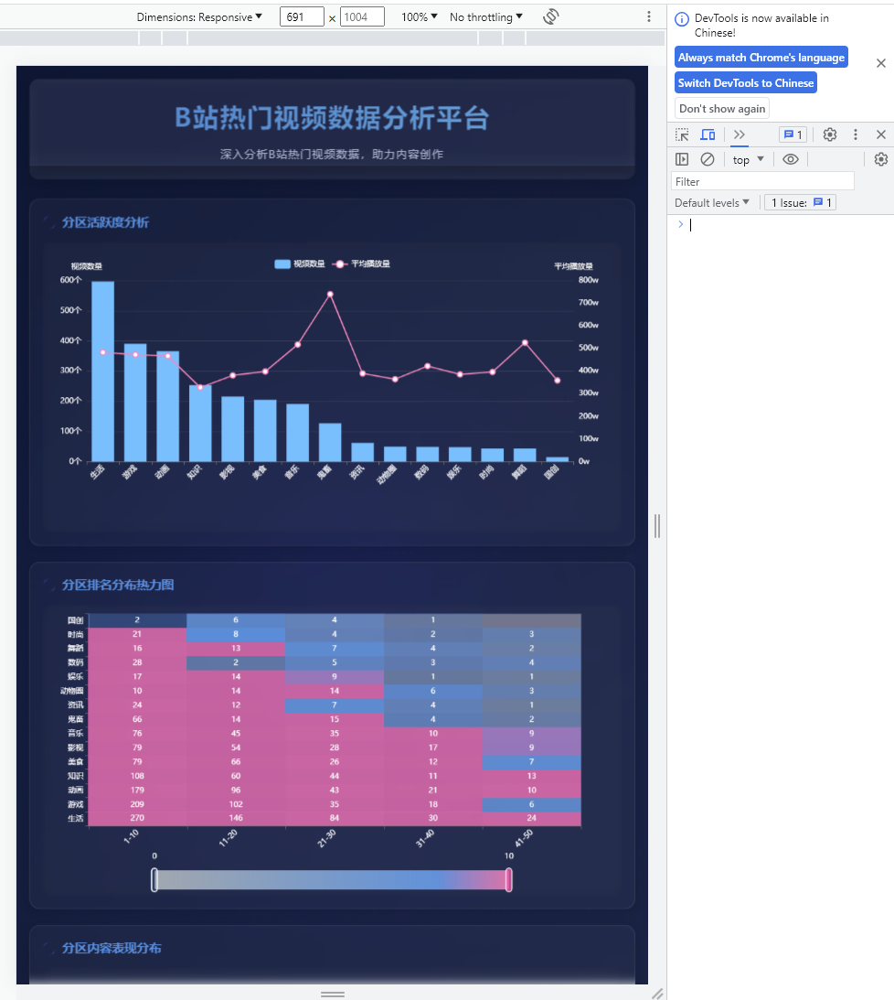 Dimensions: Responsive 691 × 1004 100% No throttling
DevTools is now available in Chinese!
Always match Chrome's language
Switch DevTools to Chinese
Don't show again
1
top
Filter
Default levels 1 Issue: 1
B站热门视频数据分析平台
深入分析B站热门视频数据，助力内容创作
分区活跃度分析
视频数量 视频数量 平均播放量 平均播放量
600个 800w
700w
500个 600w
400个 500w
300个 400w
300w
200个 200w
100个 100w
0个 0w
生活 游戏 动画 知识 影视 美食 音乐 鬼畜 资讯 动物圈 数码 娱乐 时尚 舞蹈 国创
分区排名分布热力图
国创 2 6 4 1
时尚 21 8 4 2 3
舞蹈 16 13 7 4 2
数码 28 2 5 3 4
娱乐 17 14 9 1 1
动物圈 10 14 14 6 3
资讯 24 12 7 4 1
鬼畜 66 14 15 4 2
音乐 76 45 35 10 9
影视 79 54 28 17 9
美食 79 66 26 12 7
知识 108 60 44 11 13
动画 179 96 43 21 10
游戏 209 102 35 18 6
生活 270 146 84 30 24
1-10 11-20 21-30 31-40 41-50
0 10
分区内容表现分布